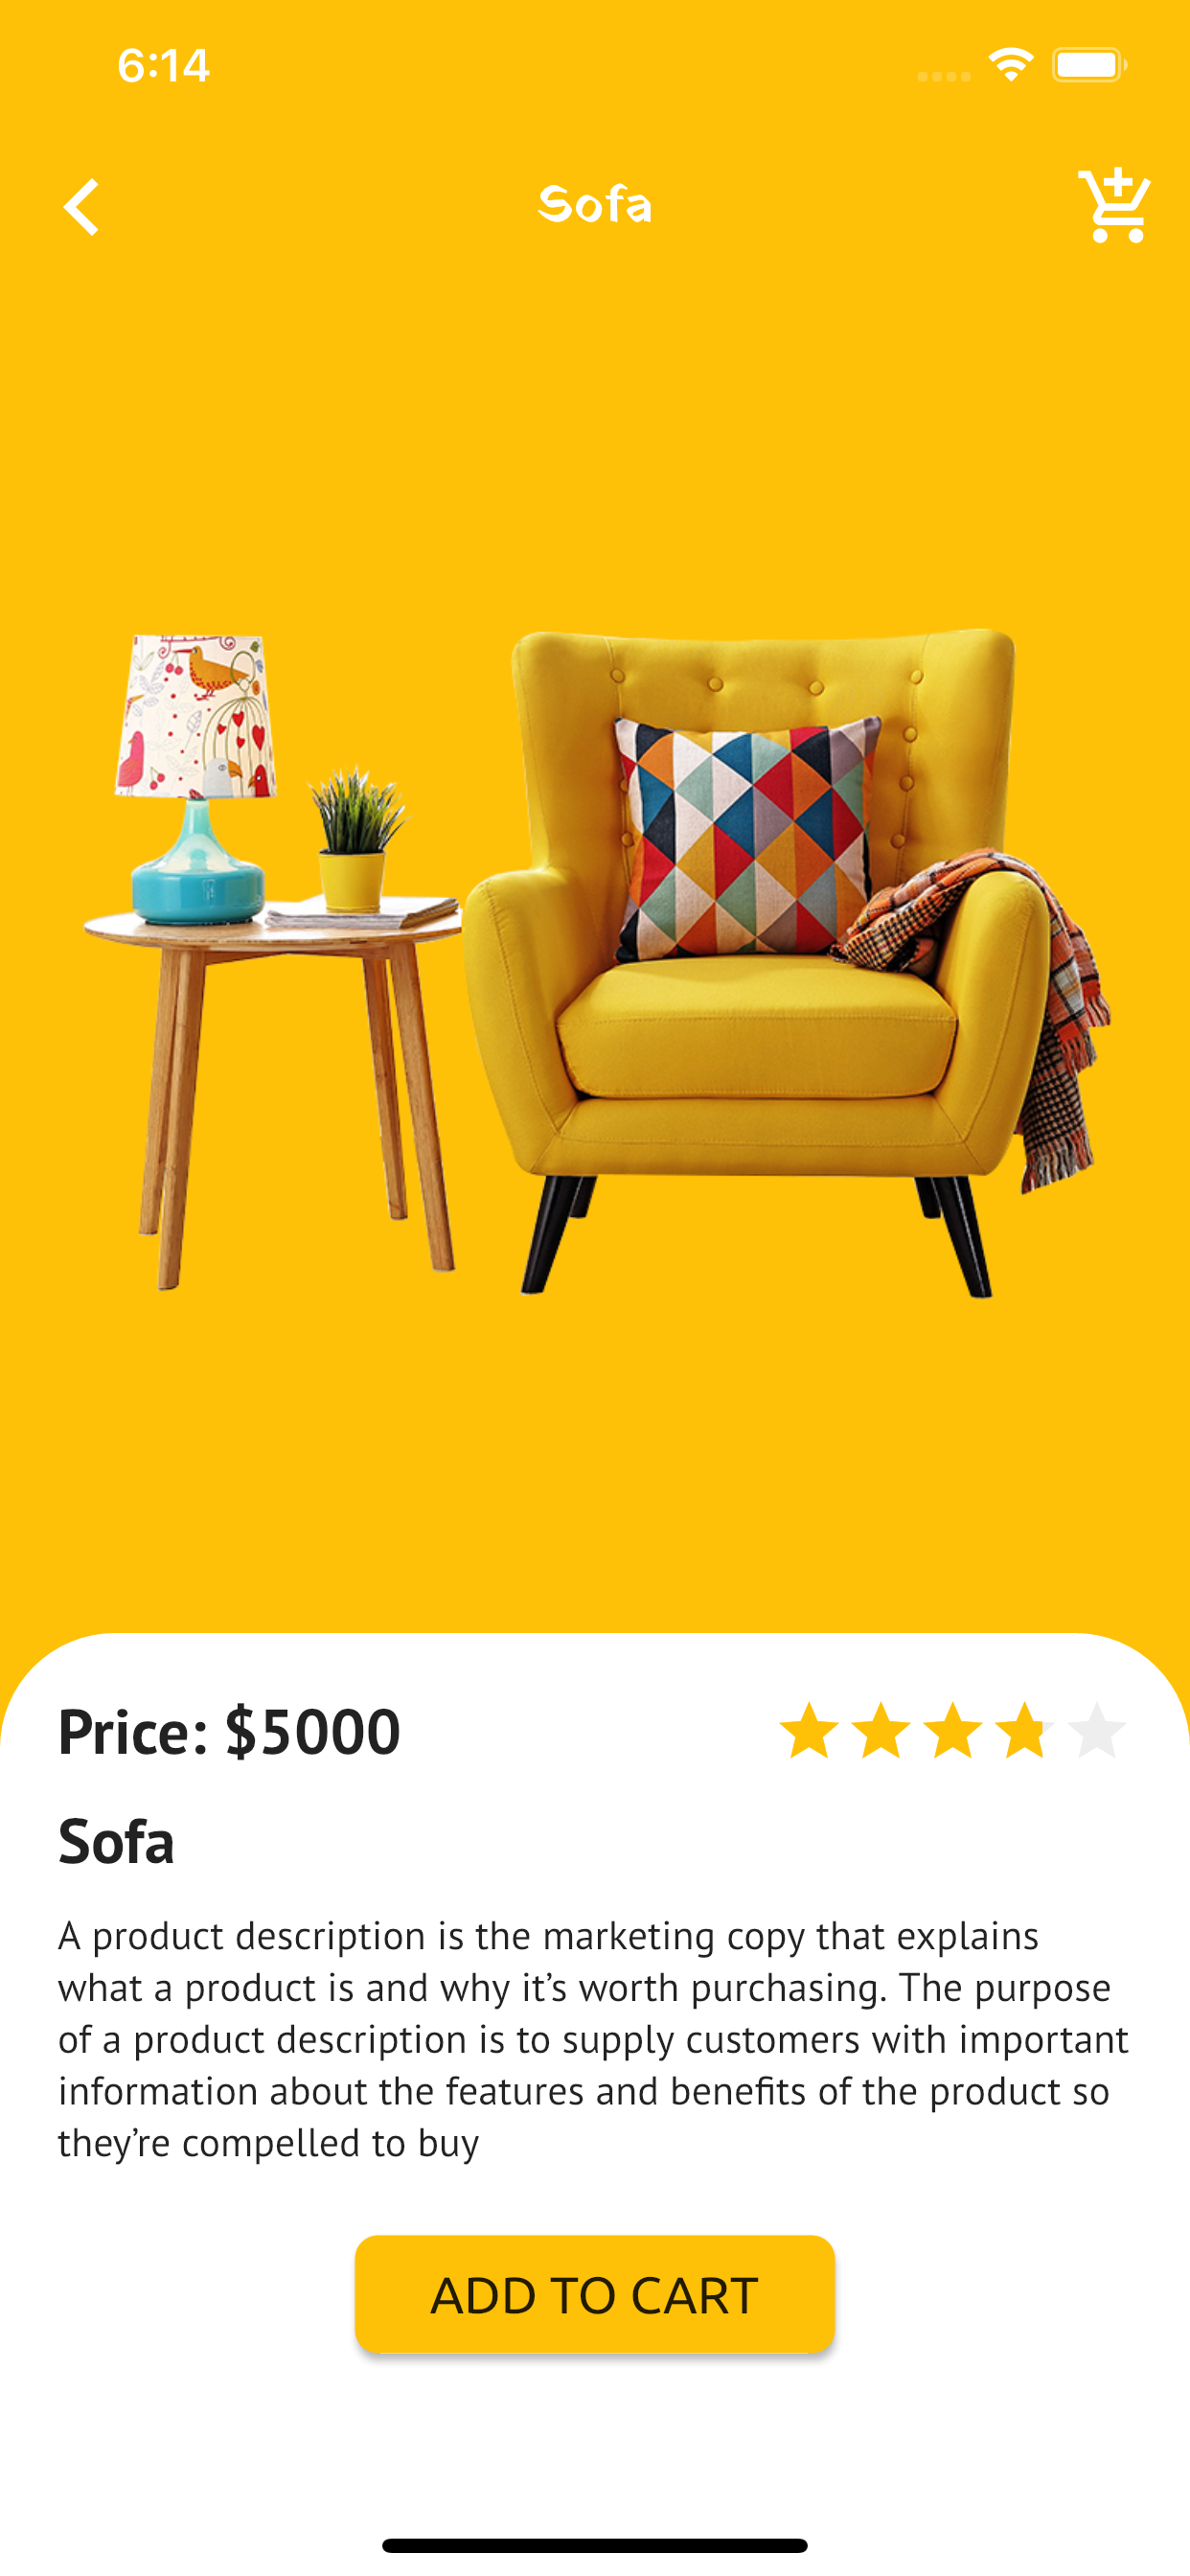 6:14
Sofa
Price: $5000
Sofa
A product description is the marketing copy that explains
what a product is and why it’s worth purchasing. The purpose
of a product description is to supply customers with important
information about the features and benefits of the product so
they’re compelled to buy
ADD TO CART